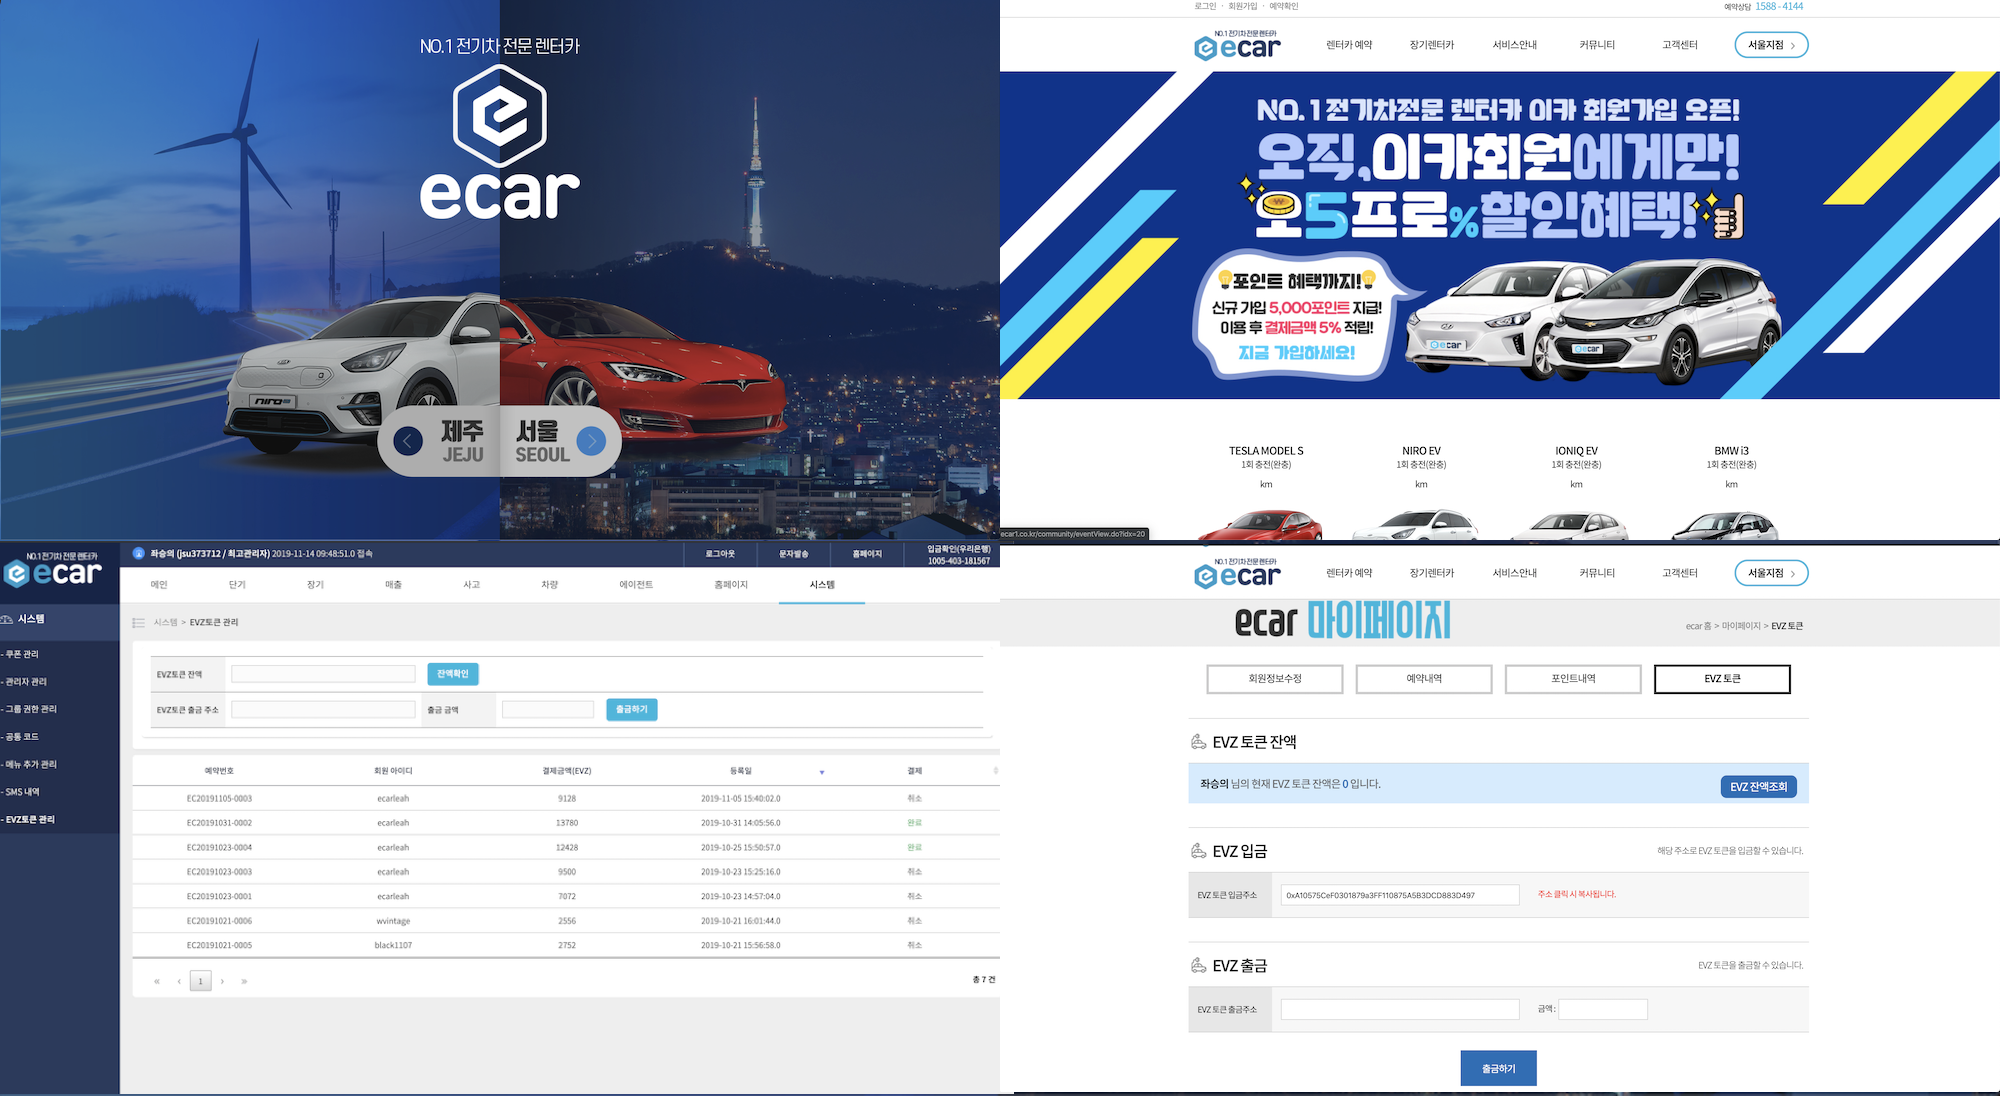 NO.1 전기차 전문 렌터카
ecar
niro
제주
JEJU
서울
SEOUL
로그인 · 회원가입 · 예약확인
예약상담 1588 - 4144
NO.1 전기차 전문 렌터카
ecar
렌터카 예약 장기렌터카 서비스안내 커뮤니티 고객센터 서울지점
NO.1 전기차전문 렌터카 이카 회원가입 오픈!
오직, 이카회원에게만!
오5프로% 할인혜택!
포인트 혜택까지!
신규 가입 5,000포인트 지급!
이용 후 결제금액 5% 적립!
지금 가입하세요!
ecar
ecar
TESLA MODEL S NIRO EV IONIQ EV BMW i3
1회 충전(완충) 1회 충전(완충) 1회 충전(완충) 1회 충전(완충)
km km km km
ecar1.co.kr/community/eventView.do?idx=20
NO.1 전기차 전문 렌터카
ecar
좌승의 (jsu373712 / 최고관리자) 2019-11-14 09:48:51.0 접속
로그아웃 문자발송 홈페이지 입금확인(우리은행)
1005-403-181567
메인 단기 장기 매출 사고 차량 에이전트 홈페이지 시스템
시스템
- 쿠폰 관리
- 관리자 관리
- 그룹 권한 관리
- 공통 코드
- 메뉴 추가 관리
- SMS 내역
- EVZ토큰 관리
시스템 > EVZ토큰 관리
EVZ토큰 잔액 잔액확인
EVZ토큰 출금 주소 출금 금액 출금하기
예약번호 회원 아이디 결제금액(EVZ) 등록일 결제
EC20191105-0003 ecarleah 9128 2019-11-05 15:40:02.0 취소
EC20191031-0002 ecarleah 13780 2019-10-31 14:05:56.0 완료
EC20191023-0004 ecarleah 12428 2019-10-25 15:50:57.0 완료
EC20191023-0003 ecarleah 9500 2019-10-23 15:25:16.0 취소
EC20191023-0001 ecarleah 7072 2019-10-23 14:57:04.0 취소
EC20191021-0006 wvintage 2556 2019-10-21 16:01:44.0 취소
EC20191021-0005 black1107 2752 2019-10-21 15:56:58.0 취소
« ‹ 1 › »
총 7 건
NO.1 전기차 전문 렌터카
ecar
렌터카 예약 장기렌터카 서비스안내 커뮤니티 고객센터 서울지점
ecar 마이페이지
ecar 홈 > 마이페이지 > EVZ 토큰
회원정보수정 예약내역 포인트내역 EVZ 토큰
EVZ 토큰 잔액
좌승의 님의 현재 EVZ 토큰 잔액은 0 입니다.
EVZ 잔액조회
EVZ 입금
해당 주소로 EVZ 토큰을 입금할 수 있습니다.
EVZ 토큰 입금주소 0xA10575CeF0301879a3FF110875A5B3DCD883D497 주소 클릭 시 복사됩니다.
EVZ 출금
EVZ 토큰을 출금할 수 있습니다.
EVZ 토큰 출금주소 금액 :
출금하기